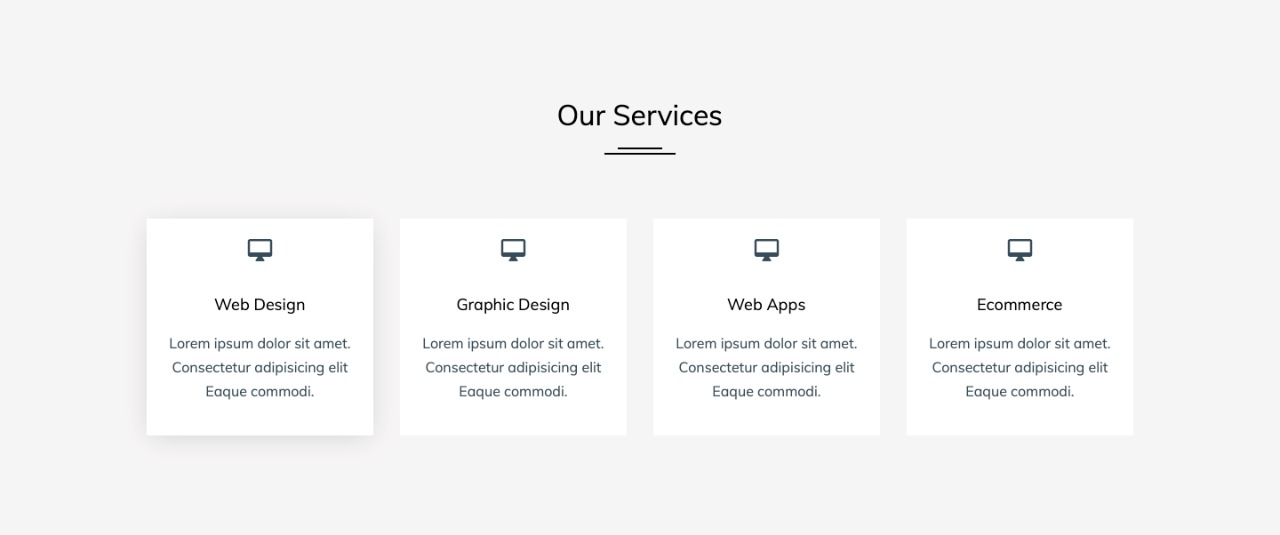 Our Services
Web Design
Lorem ipsum dolor sit amet.
Consectetur adipisicing elit
Eaque commodi.
Graphic Design
Lorem ipsum dolor sit amet.
Consectetur adipisicing elit
Eaque commodi.
Web Apps
Lorem ipsum dolor sit amet.
Consectetur adipisicing elit
Eaque commodi.
Ecommerce
Lorem ipsum dolor sit amet.
Consectetur adipisicing elit
Eaque commodi.